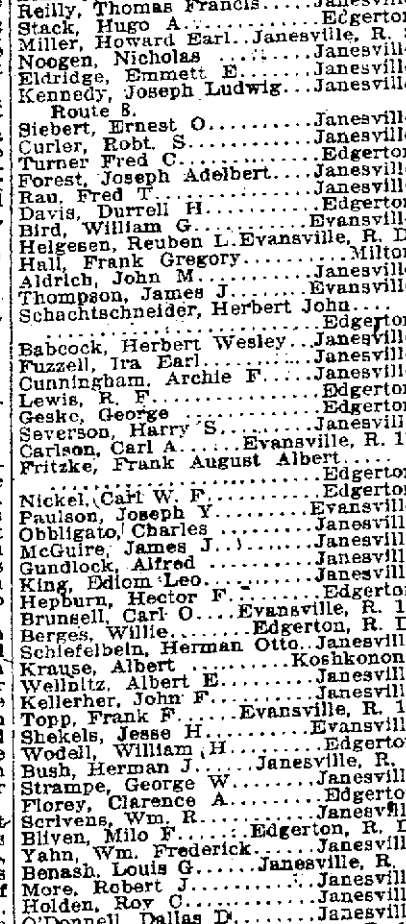 Reilly, Thomas Francis....Janesvill
Stack, Hugo A............Edgerton
Miller, Howard Earl..Janesville, R.
Noogen, Nicholas .......Janesvill
Eldridge, Emmett E......Janesvill
Kennedy, Joseph Ludwig...Janesvill
Route 8.
Siebert, Ernest O.........Janesvill
Curler, Robt. S...........Janesvill
Turner Fred C............Edgerton
Forest, Joseph Adelbert....Janesvill
Rau, Fred T..............Janesvill
Davis, Durrell H..........Edgerton
Bird, William G..........Evansvill
Helgesen, Reuben L.Evansville, R. D
Hall, Frank Gregory..........Milton
Aldrich, John M..........Janesvill
Thompson, James J.......Evansvill
Schachtschneider, Herbert John....
..........................Edgerton
Babcock, Herbert Wesley...Janesvill
Fuzzell, Ira Earl..........Janesvill
Cunningham, Archie F....Janesvill
Lewis, R. F..............Edgerton
Geske, George ............Edgerton
Severson, Harry S........Janesvill
Carlson, Carl A......Evansville, R. 1
Fritzke, Frank August Albert.....
..........................Edgerton
Nickel, Carl W. F..........Edgerton
Paulson, Joseph Y........Evansvill
Obbligato, Charles ........Janesvill
McGuire, James J.........Janesvill
Gundlock, Alfred .........Janesvill
King, Ediom Leo..........Janesvill
Hepburn, Hector F........Edgerton
Brunsell, Carl O....Evansville, R. 1
Berges, Willie......Edgerton, R. D
Schiefelbein, Herman Otto..Janesvill
Krause, Albert ..........Koshkonon
Wellnitz, Albert E........Janesvill
Kellerher, John F..........Janesvill
Topp, Frank F......Evansville, R. 1
Shekels, Jesse H.........Evansvill
Wodell, William H........Edgerto
Bush, Herman J.....Janesville, R.
Strampe, George W.......Janesvill
Florey, Clarence A........Edgerto
Scrivens, Wm. R..........Janesvill
Bliven, Milo F......Edgerton, R. D
Yahn, Wm. Frederick.....Janesvill
Benash, Louis G.....Janesville, R.
More, Robert J...........Janesvill
Holden, Roy C...........Janesvill
O'Donnell, Dallas D.......Janesvill